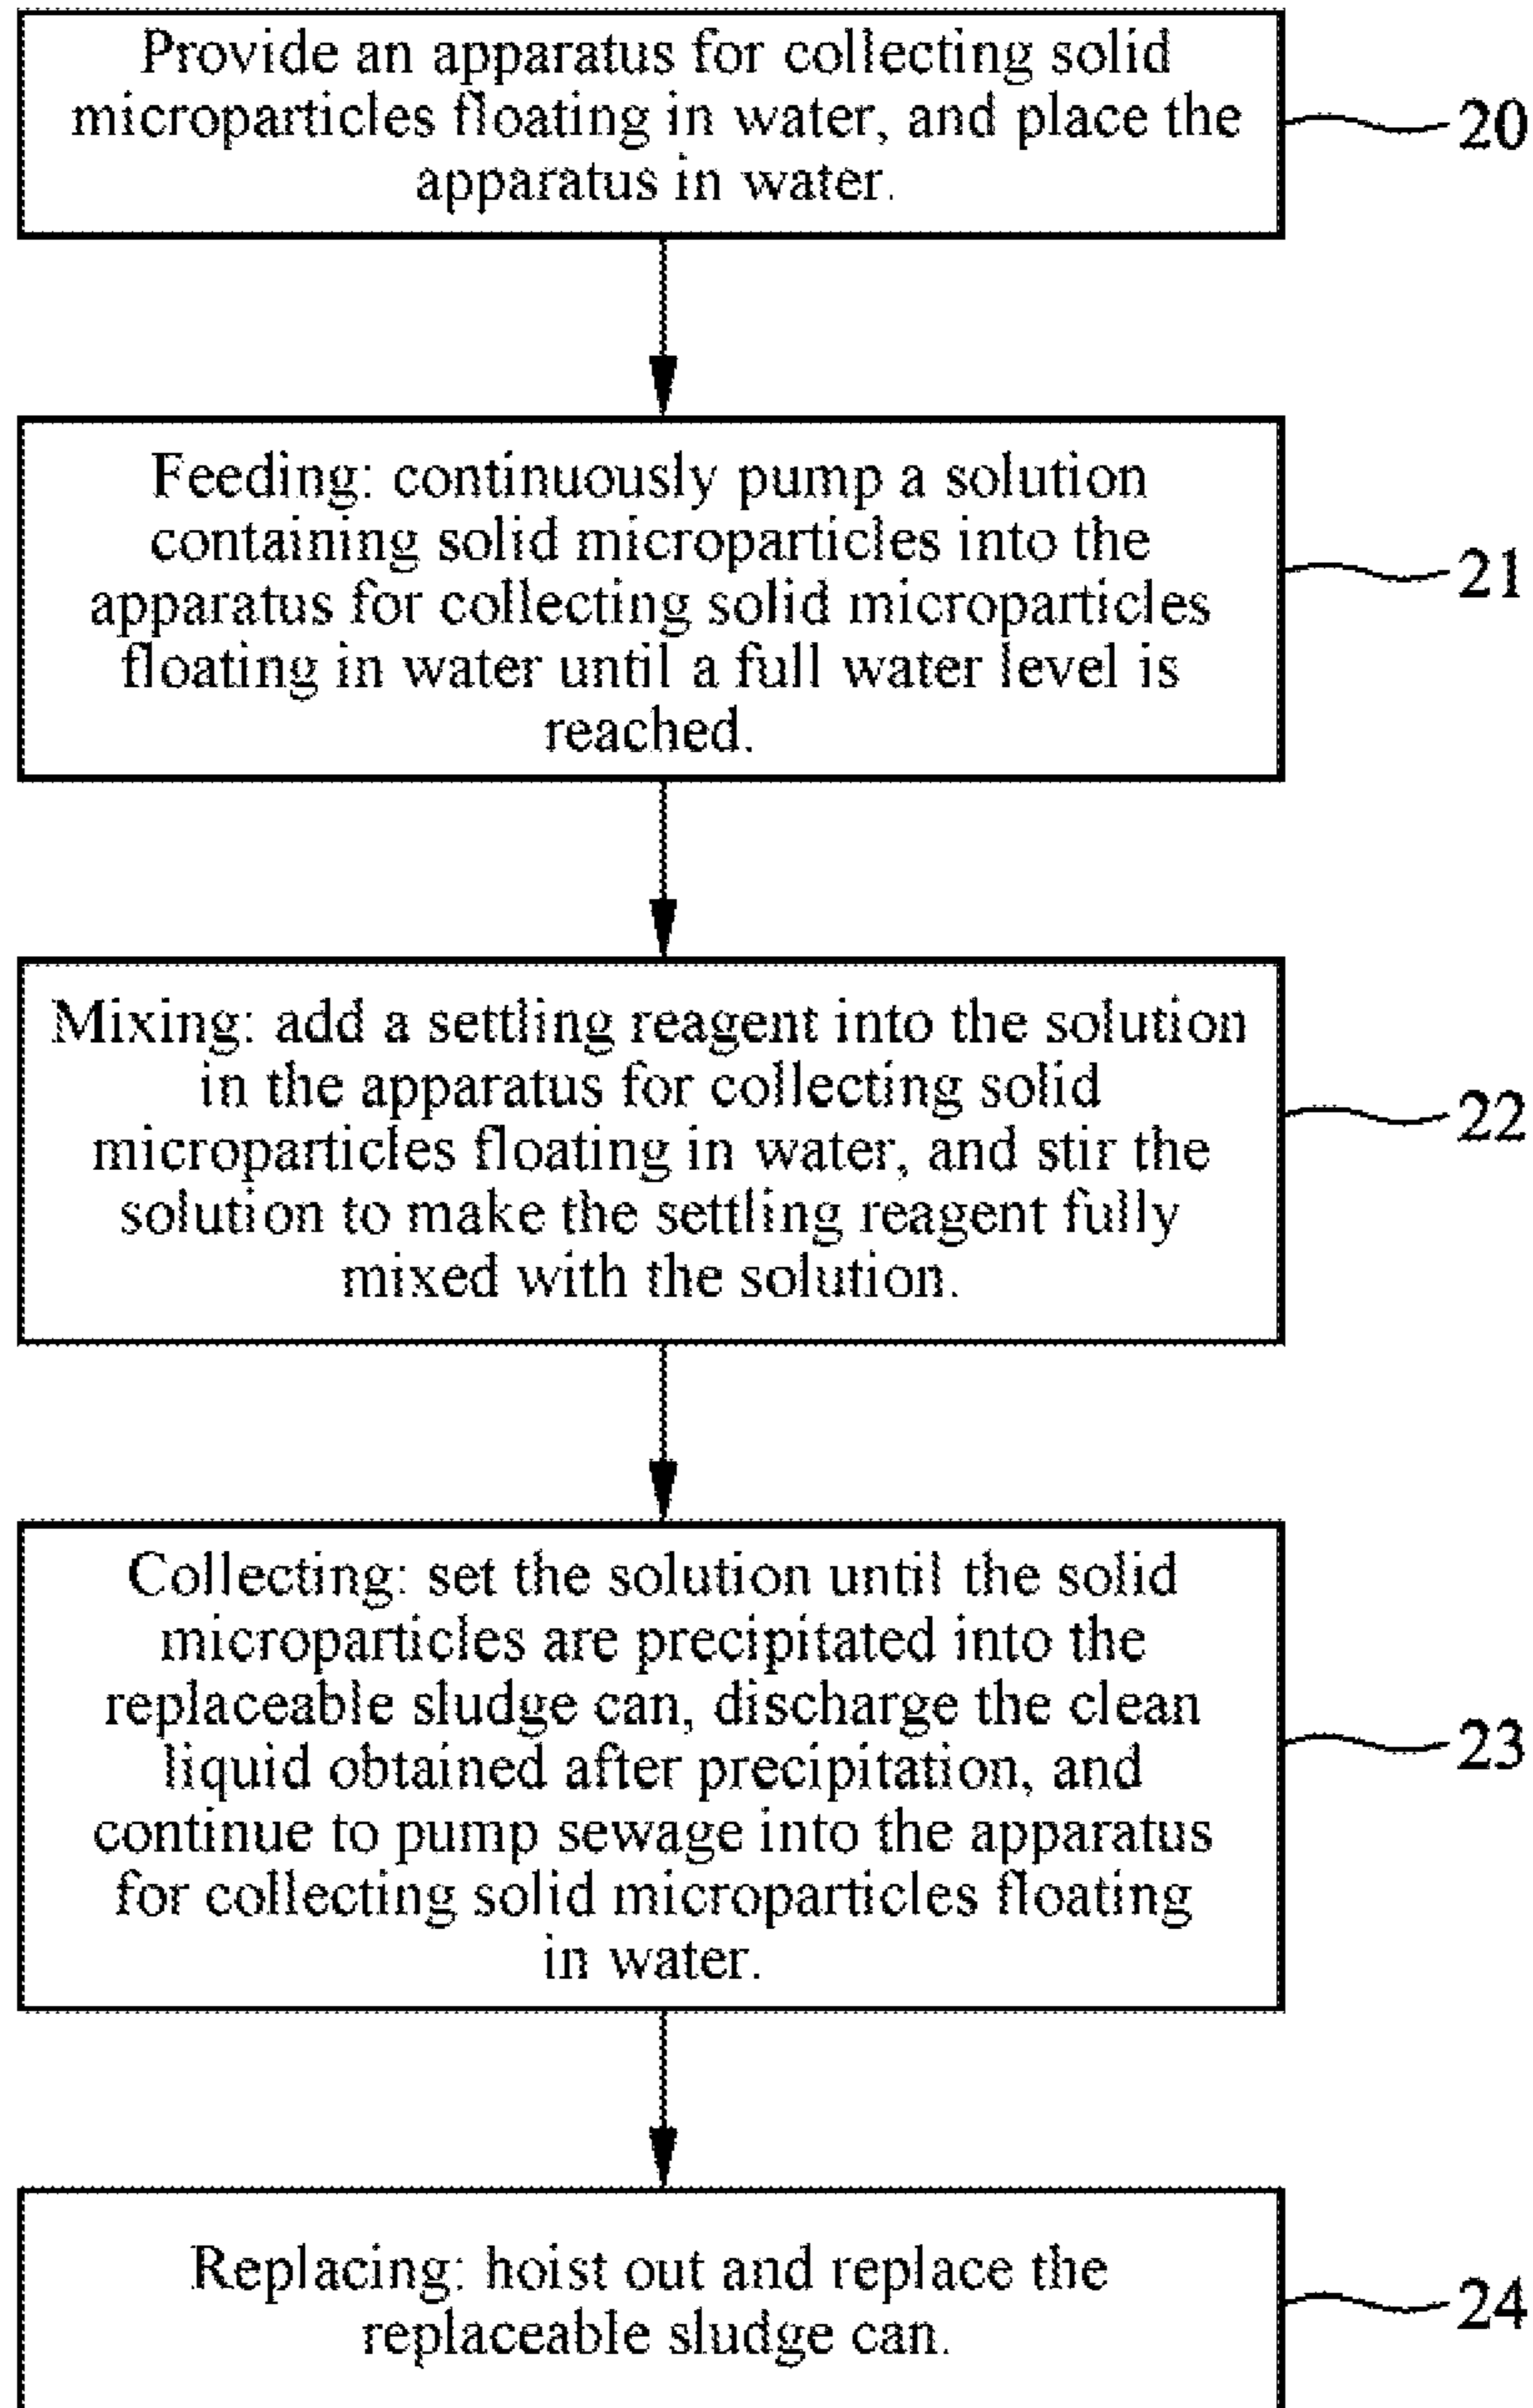 Provide an apparatus for collecting solid
microparticles floating in water, and place the
apparatus in water.
20
Feeding: continuously pump a solution
containing solid microparticles into the
apparatus for collecting solid microparticles
floating in water until a full water level is
reached.
21
Mixing: add a settling reagent into the solution
in the apparatus for collecting solid
microparticles floating in water, and stir the
solution to make the settling reagent fully
mixed with the solution.
22
Collecting: set the solution until the solid
microparticles are precipitated into the
replaceable sludge can, discharge the clean
liquid obtained after precipitation, and
continue to pump sewage into the apparatus
for collecting solid microparticles floating
in water.
23
Replacing: hoist out and replace the
replaceable sludge can.
24